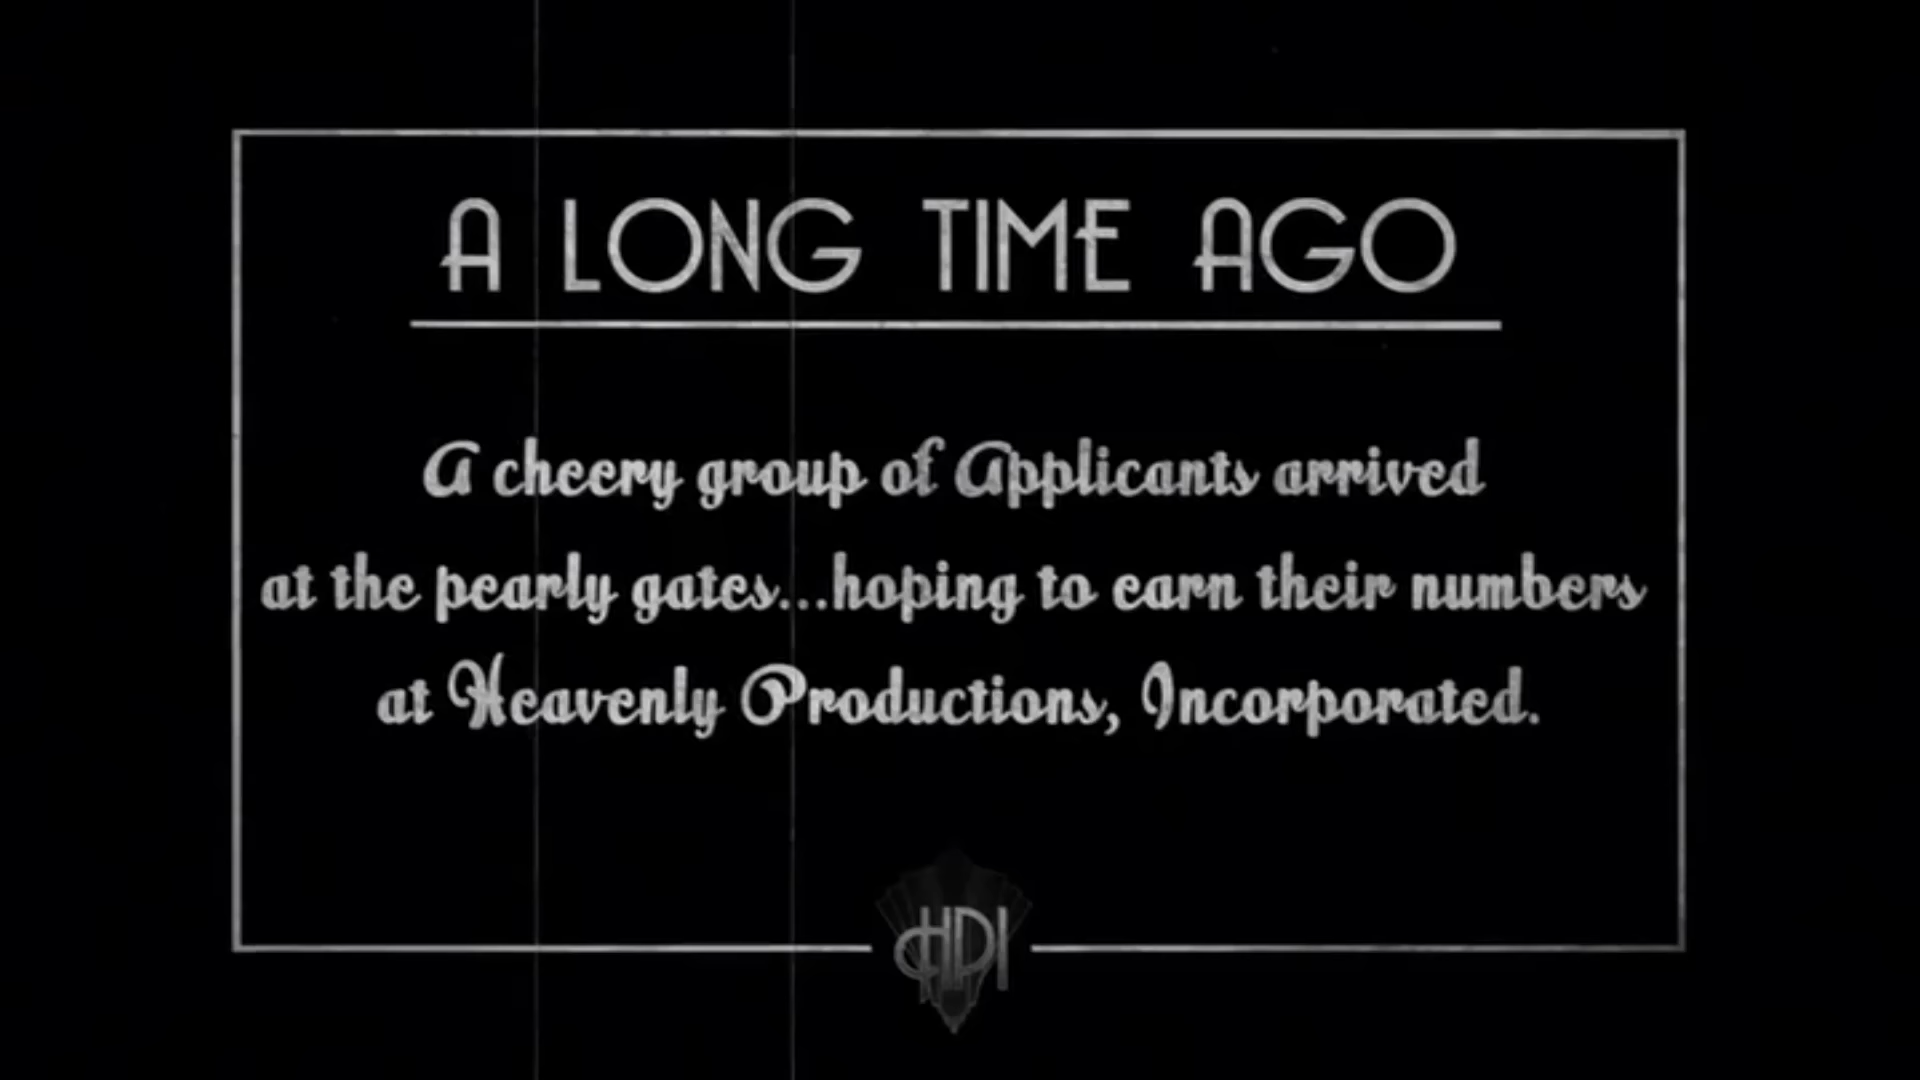 A LONG TIME AGO
A cheery group of Applicants arrived
at the pearly gates...hoping to earn their numbers
at Heavenly Productions, Incorporated.
HPI